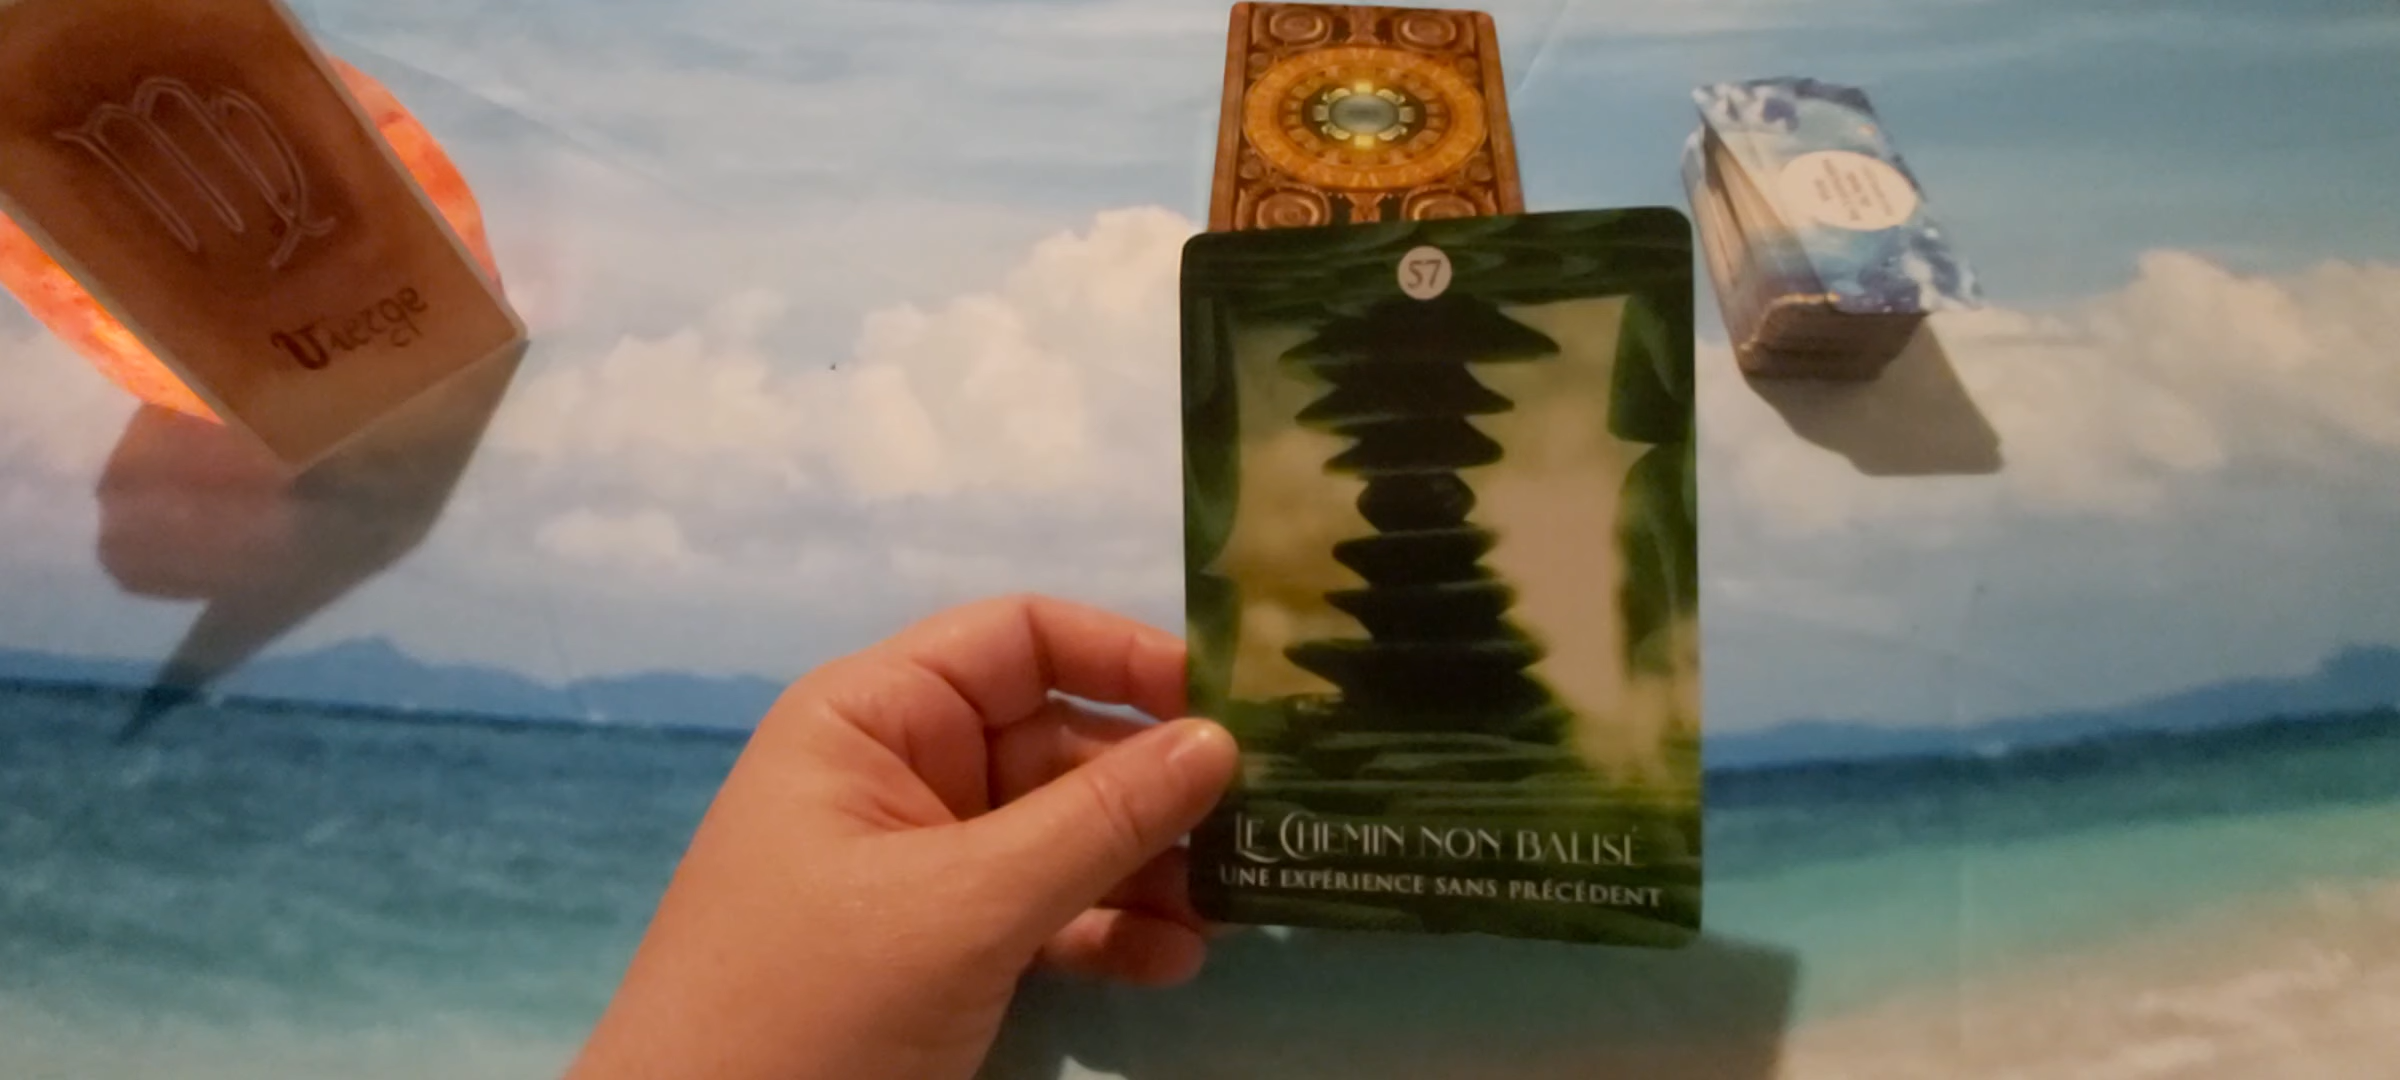 Vierge
57
LE CHEMIN NON BALISÉ
UNE EXPÉRIENCE SANS PRÉCÉDENT